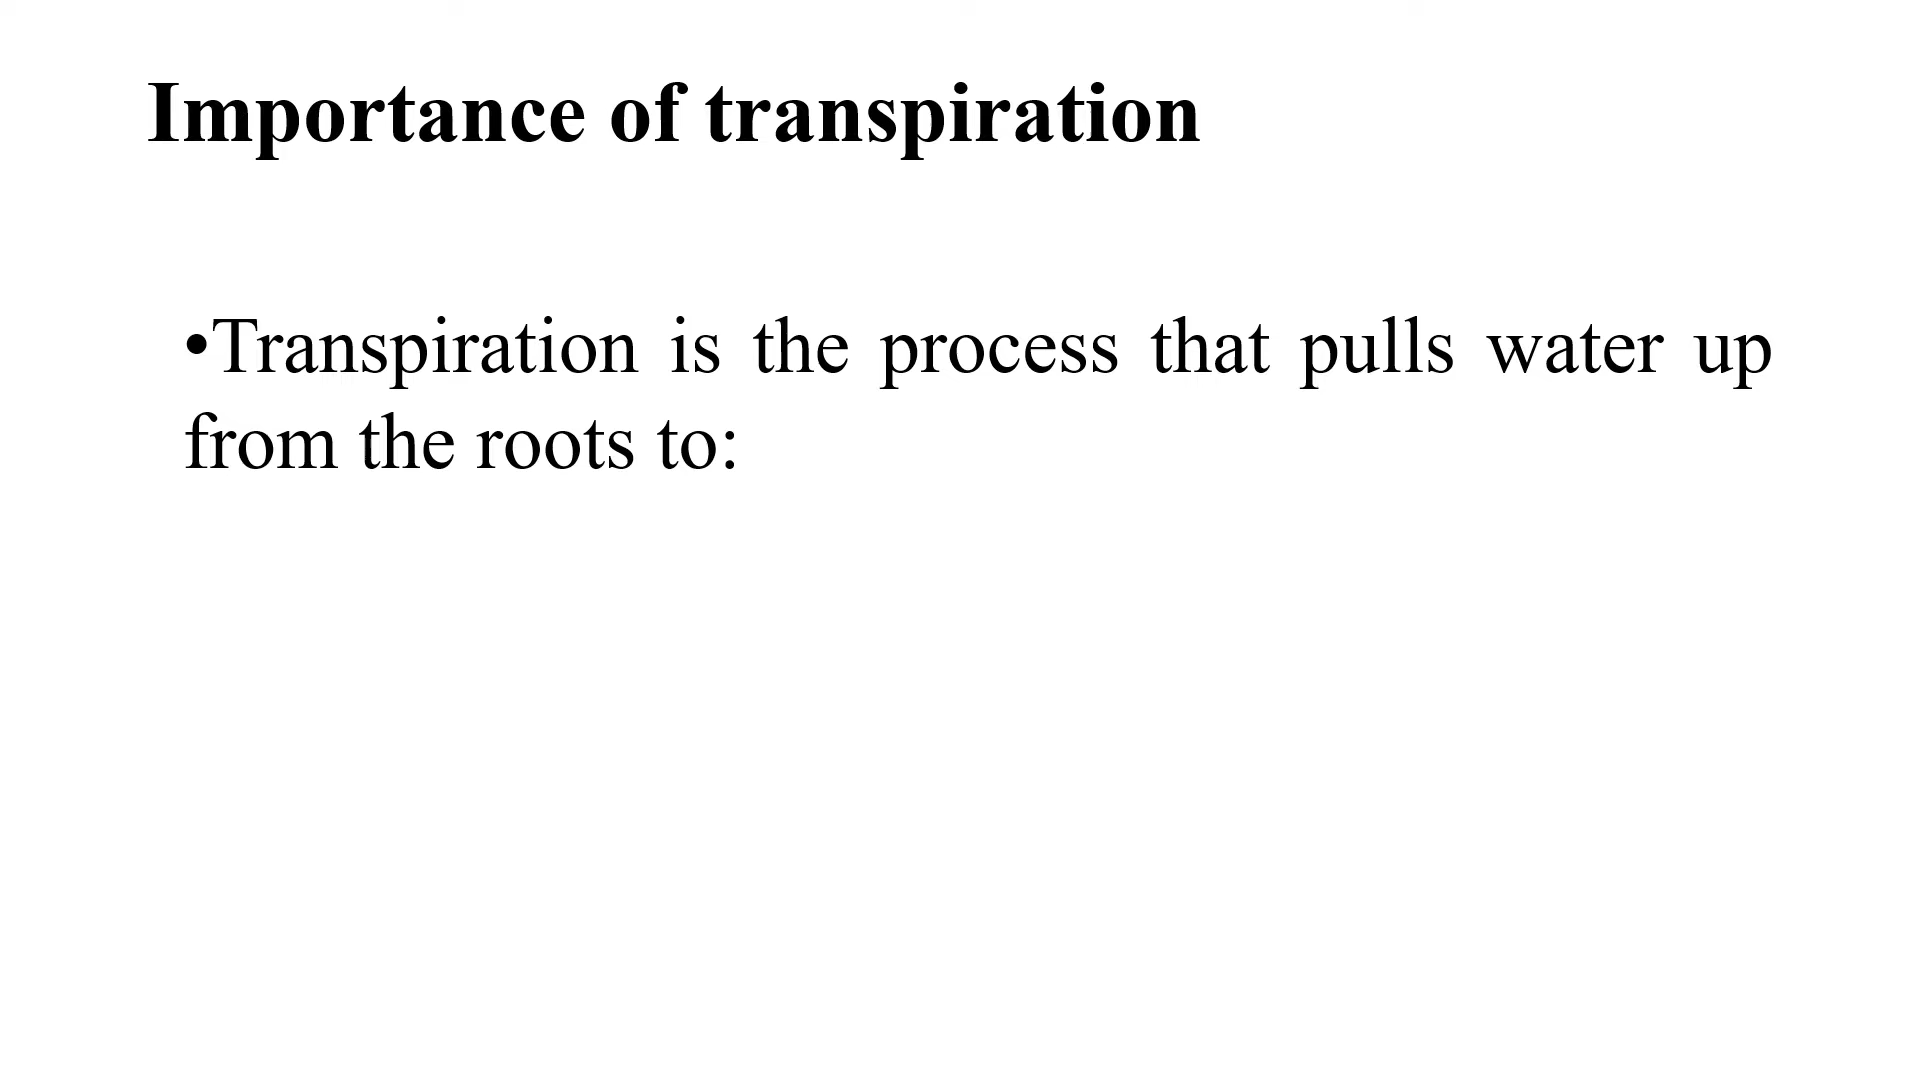 Importance of transpiration
•Transpiration is the process that pulls water up
from the roots to: